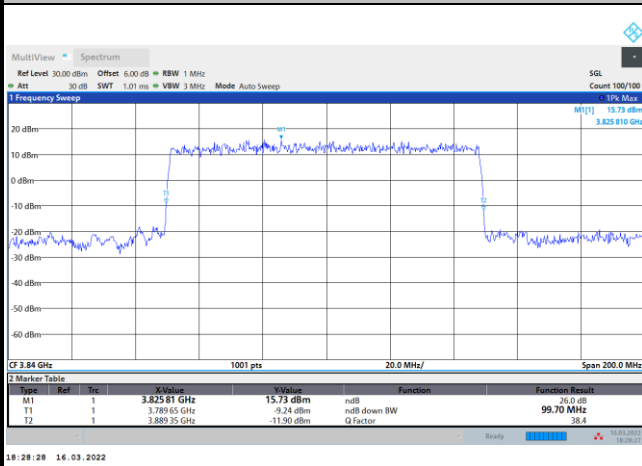 MultiView Spectrum
Ref Level 30.00 dBm Offset 6.00 dB RBW 1 MHz SGL
Att 30 dB SWT 1.01 ms VBW 3 MHz Mode Auto Sweep Count 100/100
1 Frequency Sweep 1Pk Max
M1[1] 15.73 dBm
3.825 810 GHz
M1
20 dBm
10 dBm
0 dBm
T1
-10 dBm
T2
-20 dBm
-30 dBm
-40 dBm
-50 dBm
-60 dBm
CF 3.84 GHz 1001 pts 20.0 MHz/ Span 200.0 MHz
2 Marker Table
Type Ref Trc X-Value Y-Value Function Function Result
M1 1 3.825 81 GHz 15.73 dBm ndB 26.0 dB
T1 1 3.789 65 GHz -9.24 dBm ndB down BW 99.70 MHz
T2 1 3.889 35 GHz -11.90 dBm Q Factor 38.4
Ready
18:28:27
18:28:28 16.03.2022